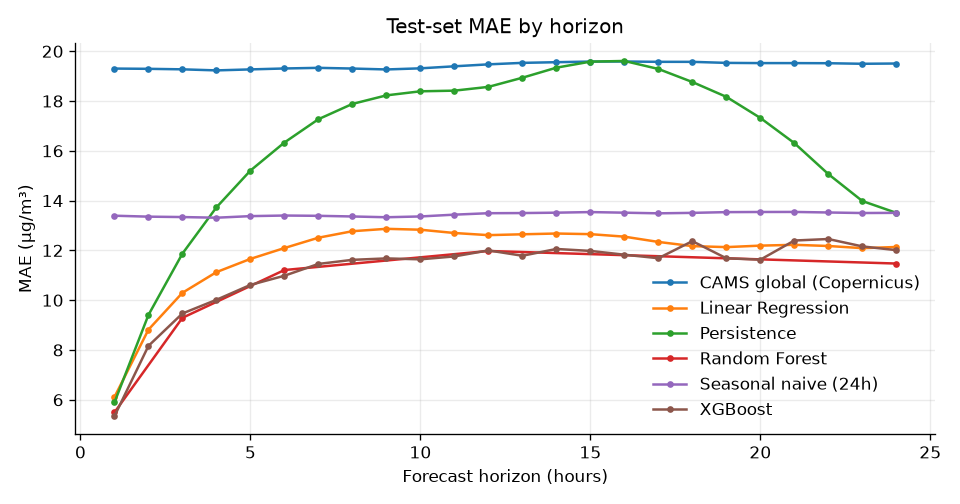 Test-set MAE by horizon
MAE (µg/m³)
20
18
16
14
12
10
8
6
0
5
10
15
20
25
Forecast horizon (hours)
CAMS global (Copernicus)
Linear Regression
Persistence
Random Forest
Seasonal naive (24h)
XGBoost